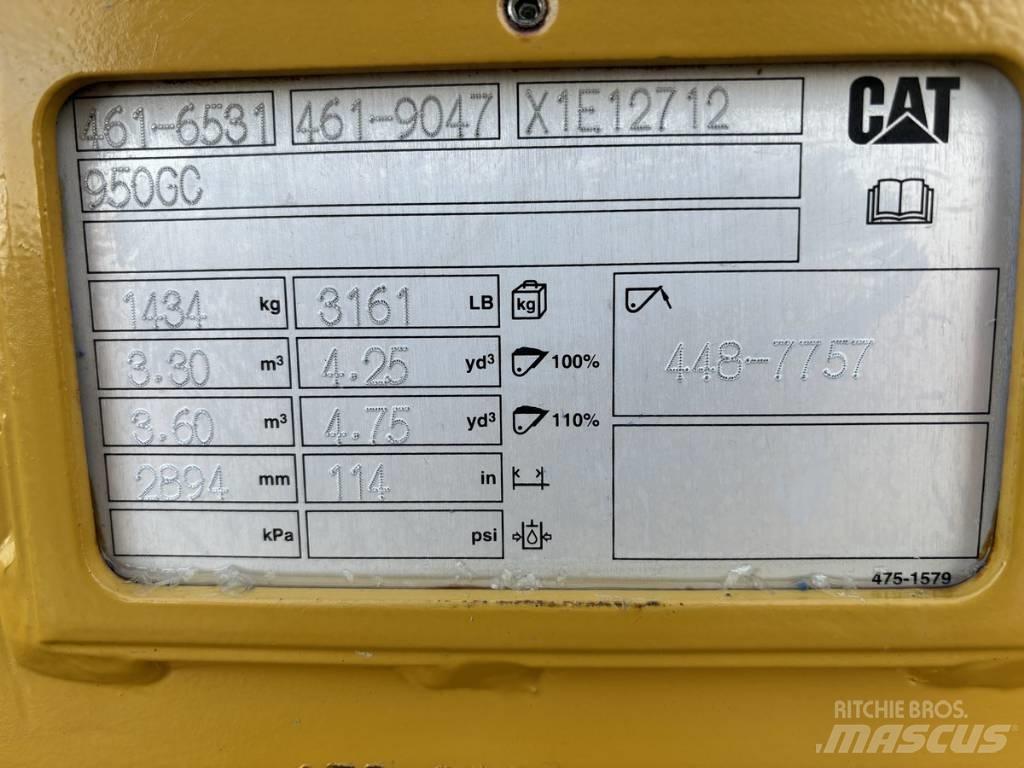 461-6531 461-9047 X1E12712 CAT
950GC
1434 kg 3161 LB kg
3.30 m³ 4.25 yd³ 100% 448-7757
3.60 m³ 4.75 yd³ 110%
2894 mm 114 in
kPa psi
475-1579
RITCHIE BROS.
MASCUS